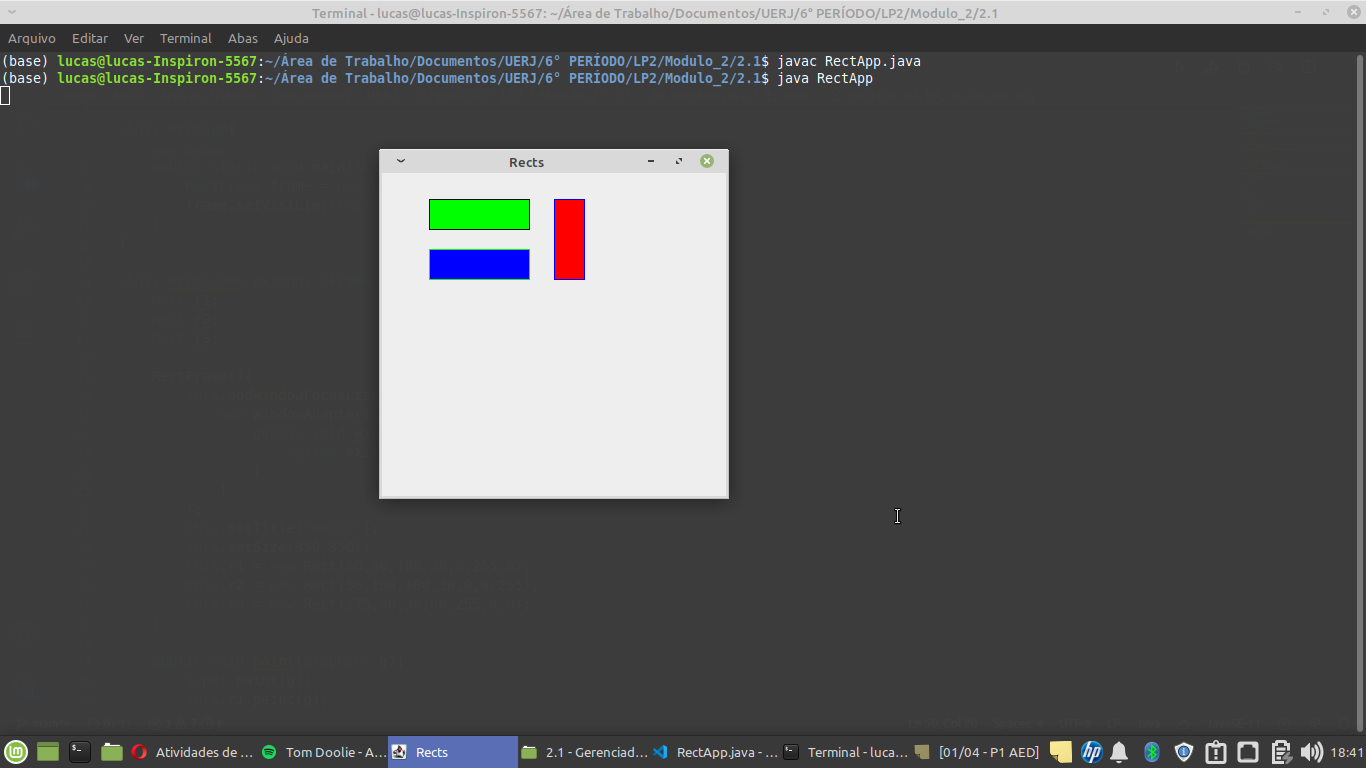 Terminal - lucas@lucas-Inspiron-5567: ~/Área de Trabalho/Documentos/UERJ/6° PERÍODO/LP2/Modulo_2/2.1
Arquivo Editar Ver Terminal Abas Ajuda
(base) lucas@lucas-Inspiron-5567:~/Área de Trabalho/Documentos/UERJ/6° PERÍODO/LP2/Modulo_2/2.1$ javac RectApp.java
(base) lucas@lucas-Inspiron-5567:~/Área de Trabalho/Documentos/UERJ/6° PERÍODO/LP2/Modulo_2/2.1$ java RectApp
Rects
Atividades de ... Tom Doolie - A... Rects 2.1 - Gerenciad... RectApp.java - ... Terminal - luca... [01/04 - P1 AED] hp 18:41